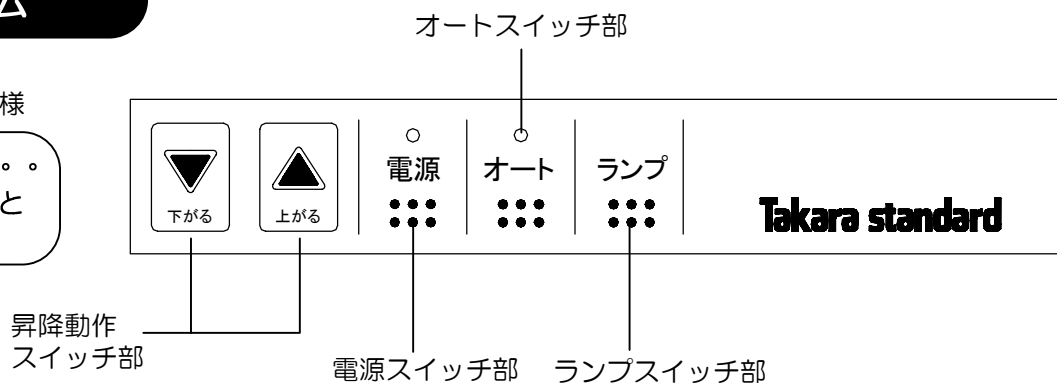 ム
オートスイッチ部
様
。。
と
下がる
上がる
電源
オート
ランプ
Takara standard
昇降動作
スイッチ部
電源スイッチ部
ランプスイッチ部